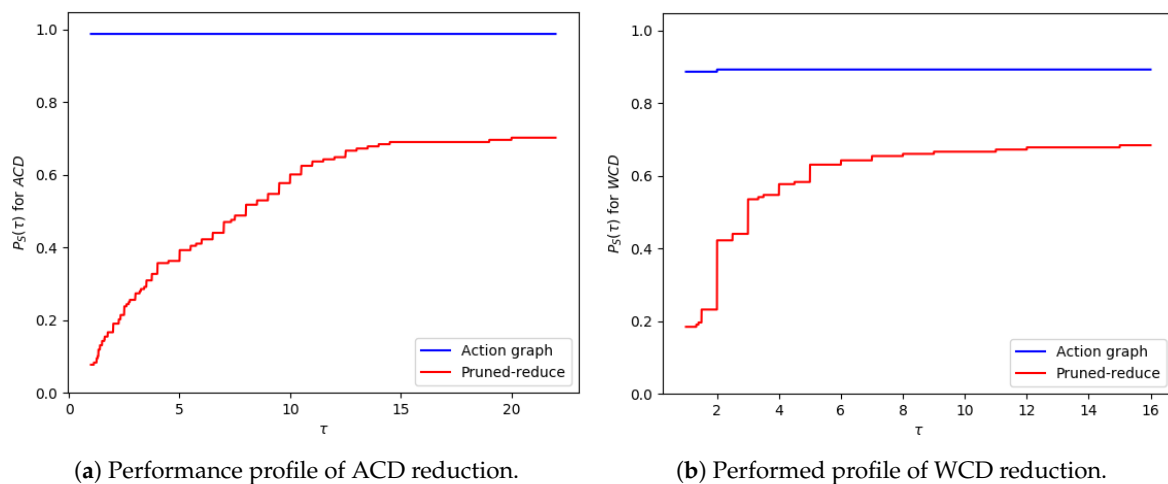 1.0
0.8
0.6
0.4
0.2
0.0
P_S(τ) for ACD
0 5 10 15 20
τ
Action graph
Pruned-reduce
(a) Performance profile of ACD reduction.
1.0
0.8
0.6
0.4
0.2
0.0
P_S(τ) for WCD
2 4 6 8 10 12 14 16
τ
Action graph
Pruned-reduce
(b) Performed profile of WCD reduction.